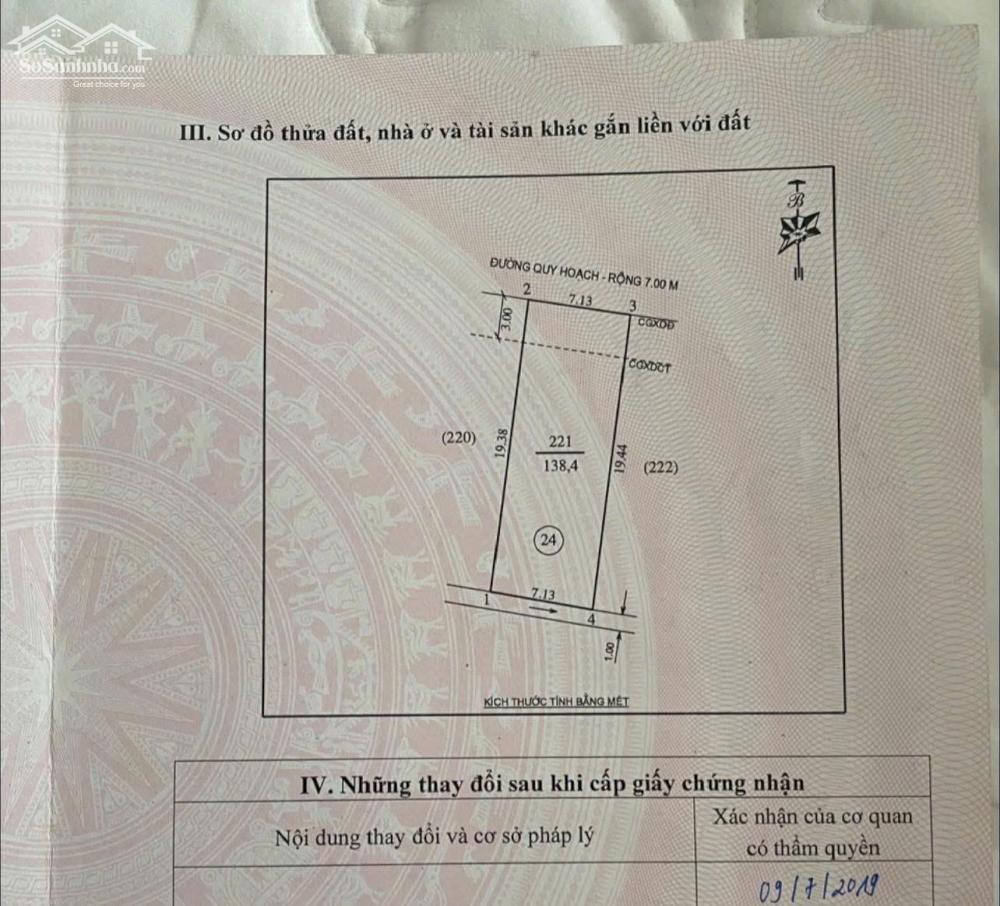 SoSanhnha.com
Great choice for you
III. Sơ đồ thửa đất, nhà ở và tài sản khác gắn liền với đất
B
ĐƯỜNG QUY HOẠCH - RỘNG 7.00 M
2
7.13
3
3.00
CGXDĐ
CGXDCT
(220)
19.38
221
138,4
19.44
(222)
24
1
7.13
4
1.00
KÍCH THƯỚC TÍNH BẰNG MÉT
IV. Những thay đổi sau khi cấp giấy chứng nhận
Nội dung thay đổi và cơ sở pháp lý
Xác nhận của cơ quan
có thẩm quyền
09/7/2019